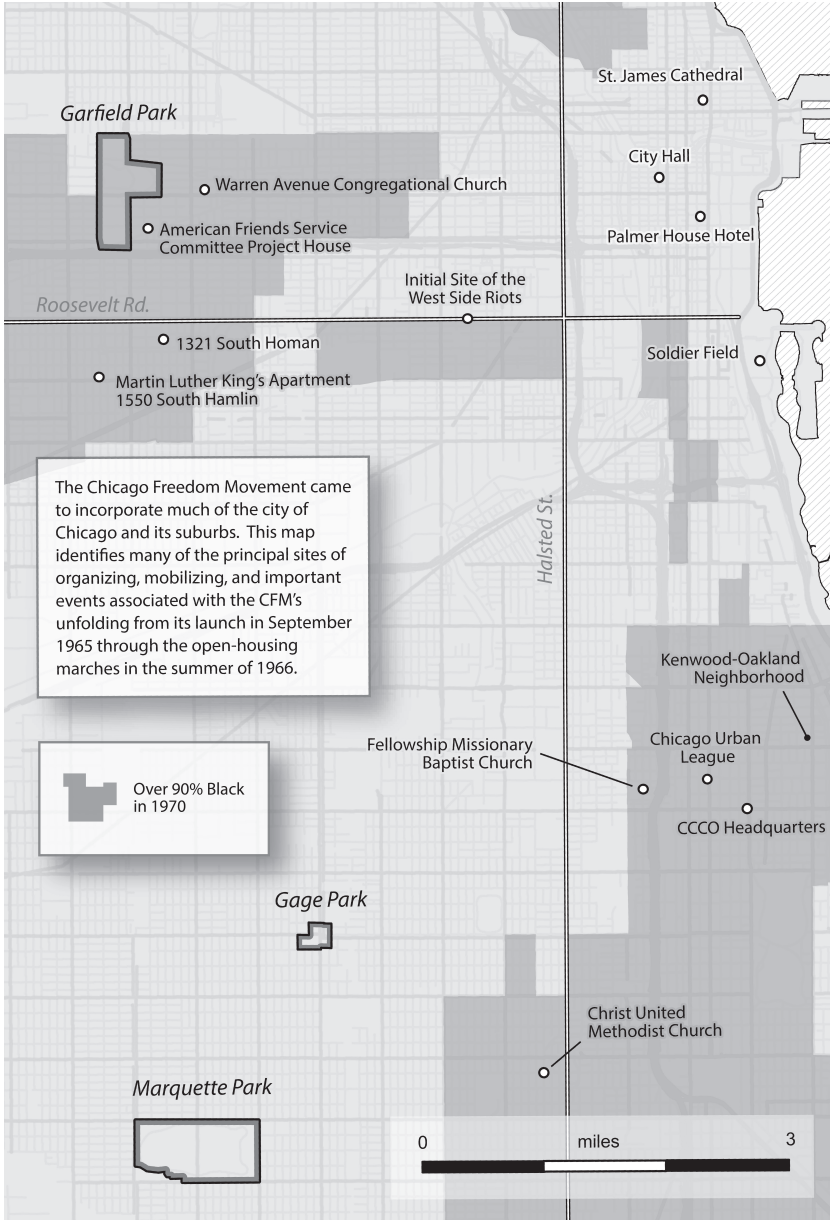 St. James Cathedral
Garfield Park
City Hall
Warren Avenue Congregational Church
American Friends Service
Committee Project House
Palmer House Hotel
Initial Site of the
West Side Riots
Roosevelt Rd.
1321 South Homan
Soldier Field
Martin Luther King's Apartment
1550 South Hamlin
The Chicago Freedom Movement came
to incorporate much of the city of
Chicago and its suburbs. This map
identifies many of the principal sites of
organizing, mobilizing, and important
events associated with the CFM's
unfolding from its launch in September
1965 through the open-housing
marches in the summer of 1966.
Halsted St.
Kenwood-Oakland
Neighborhood
Fellowship Missionary
Baptist Church
Chicago Urban
League
Over 90% Black
in 1970
CCCO Headquarters
Gage Park
Christ United
Methodist Church
Marquette Park
0 miles 3